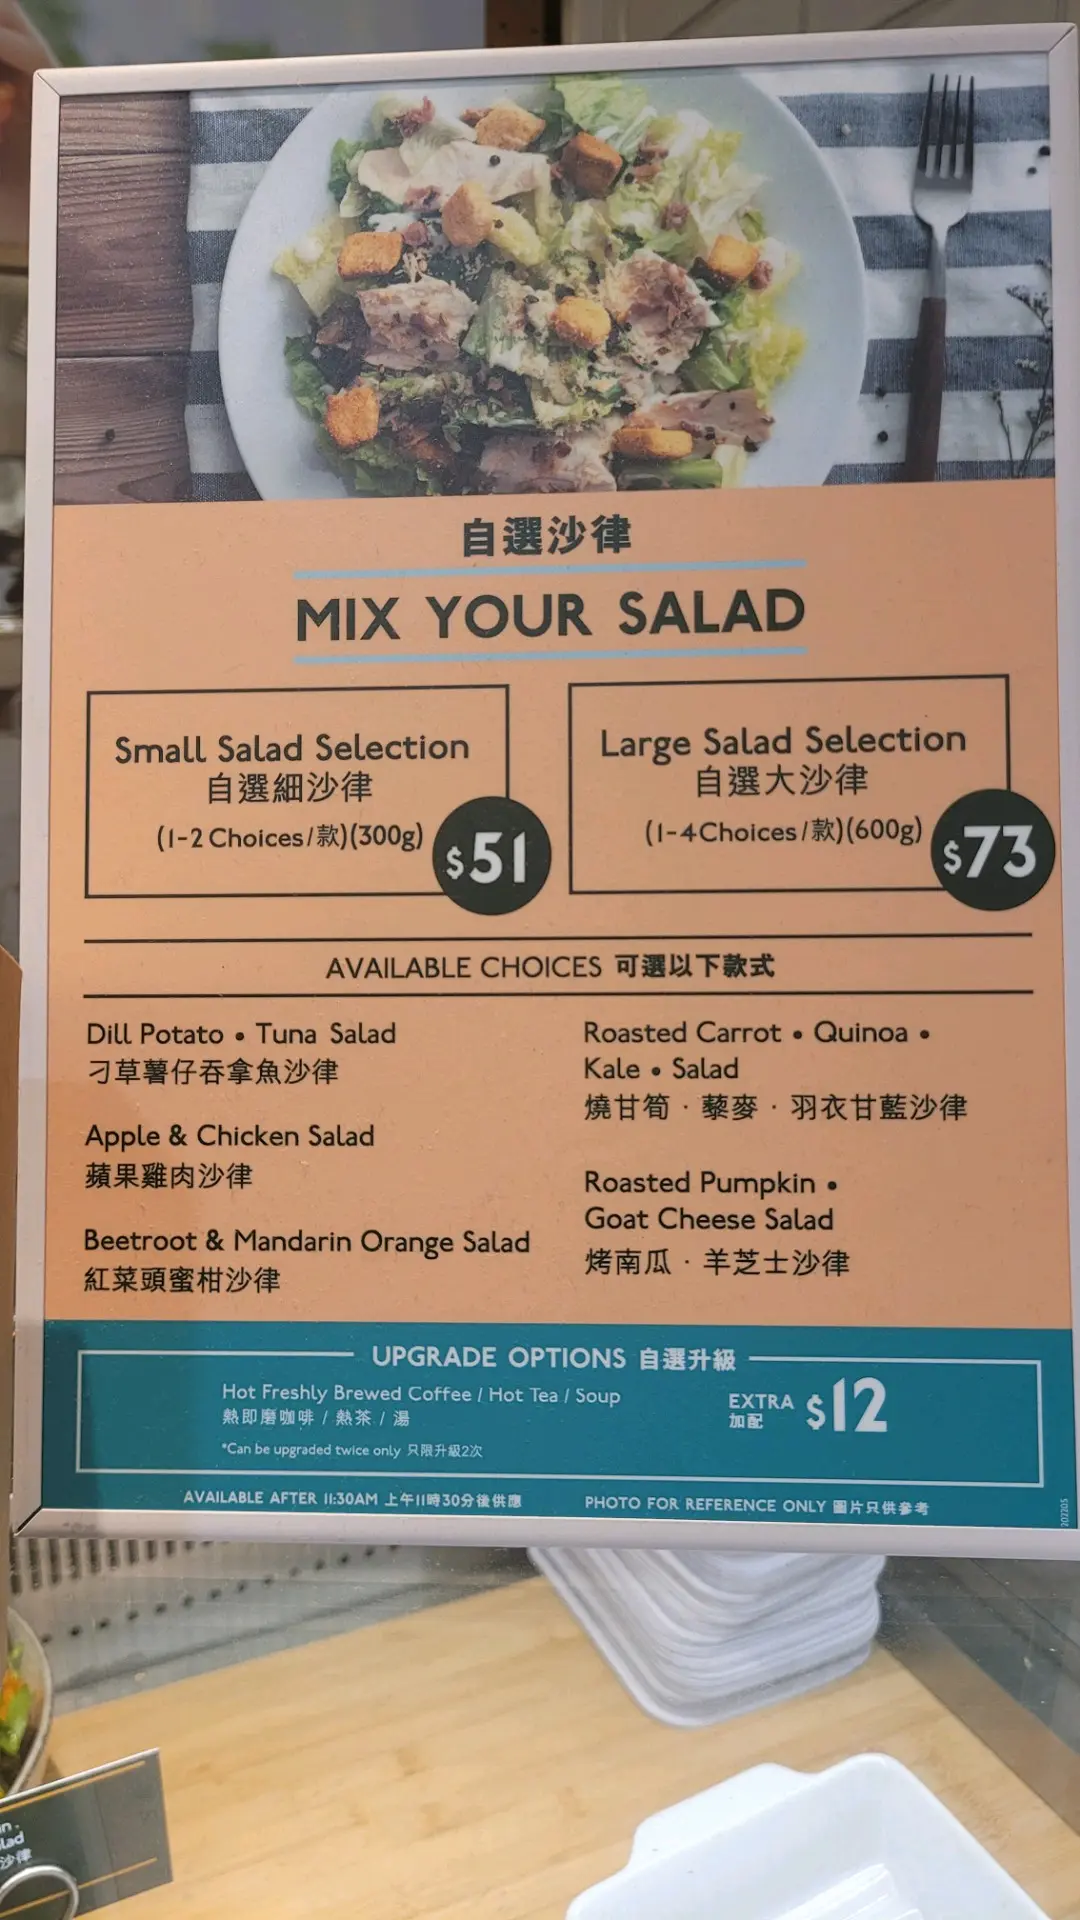 自選沙律
MIX YOUR SALAD
Small Salad Selection
自選細沙律
(1-2 Choices/款)(300g)
$51
Large Salad Selection
自選大沙律
(1-4Choices/款)(600g)
$73
AVAILABLE CHOICES 可選以下款式
Dill Potato • Tuna Salad
刁草薯仔吞拿魚沙律
Apple & Chicken Salad
蘋果雞肉沙律
Beetroot & Mandarin Orange Salad
紅菜頭蜜柑沙律
Roasted Carrot • Quinoa •
Kale • Salad
燒甘筍 · 藜麥 · 羽衣甘藍沙律
Roasted Pumpkin •
Goat Cheese Salad
烤南瓜 · 羊芝士沙律
UPGRADE OPTIONS 自選升級
Hot Freshly Brewed Coffee / Hot Tea / Soup
熱即磨咖啡 / 熱茶 / 湯
*Can be upgraded twice only 只限升級2次
EXTRA
加配
$12
AVAILABLE AFTER 11:30AM 上午11時30分後供應
PHOTO FOR REFERENCE ONLY 圖片只供參考
202205
沙律